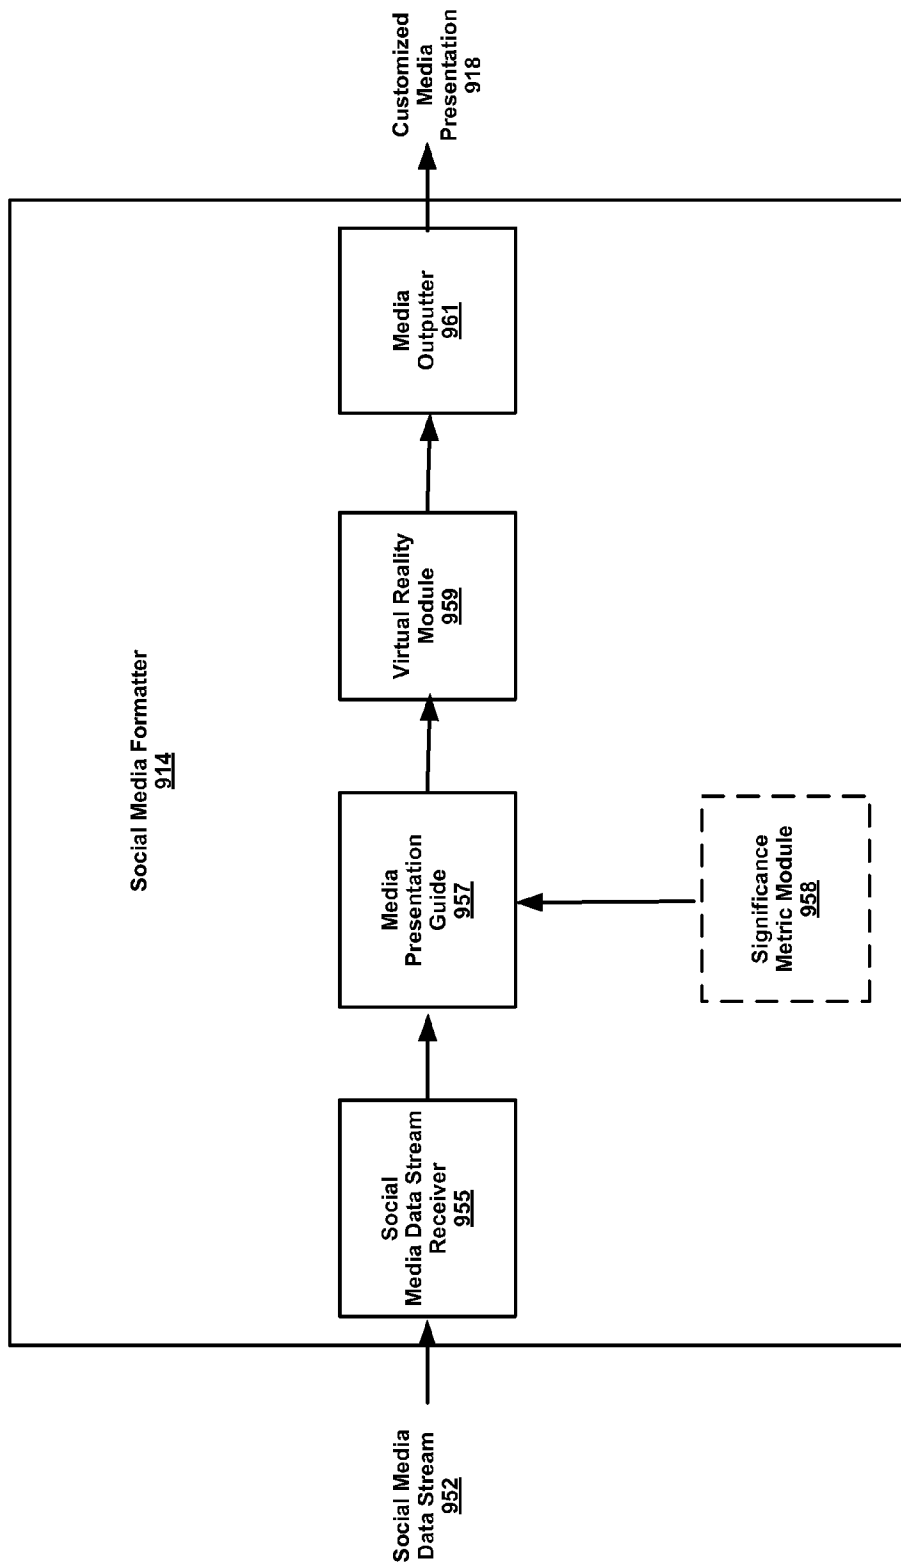 Social Media Formatter
914
Social Media
Data Stream
952
Social
Media Data Stream
Receiver
955
Media
Presentation
Guide
957
Virtual Reality
Module
959
Media
Outputter
961
Customized
Media
Presentation
918
Significance
Metric Module
958